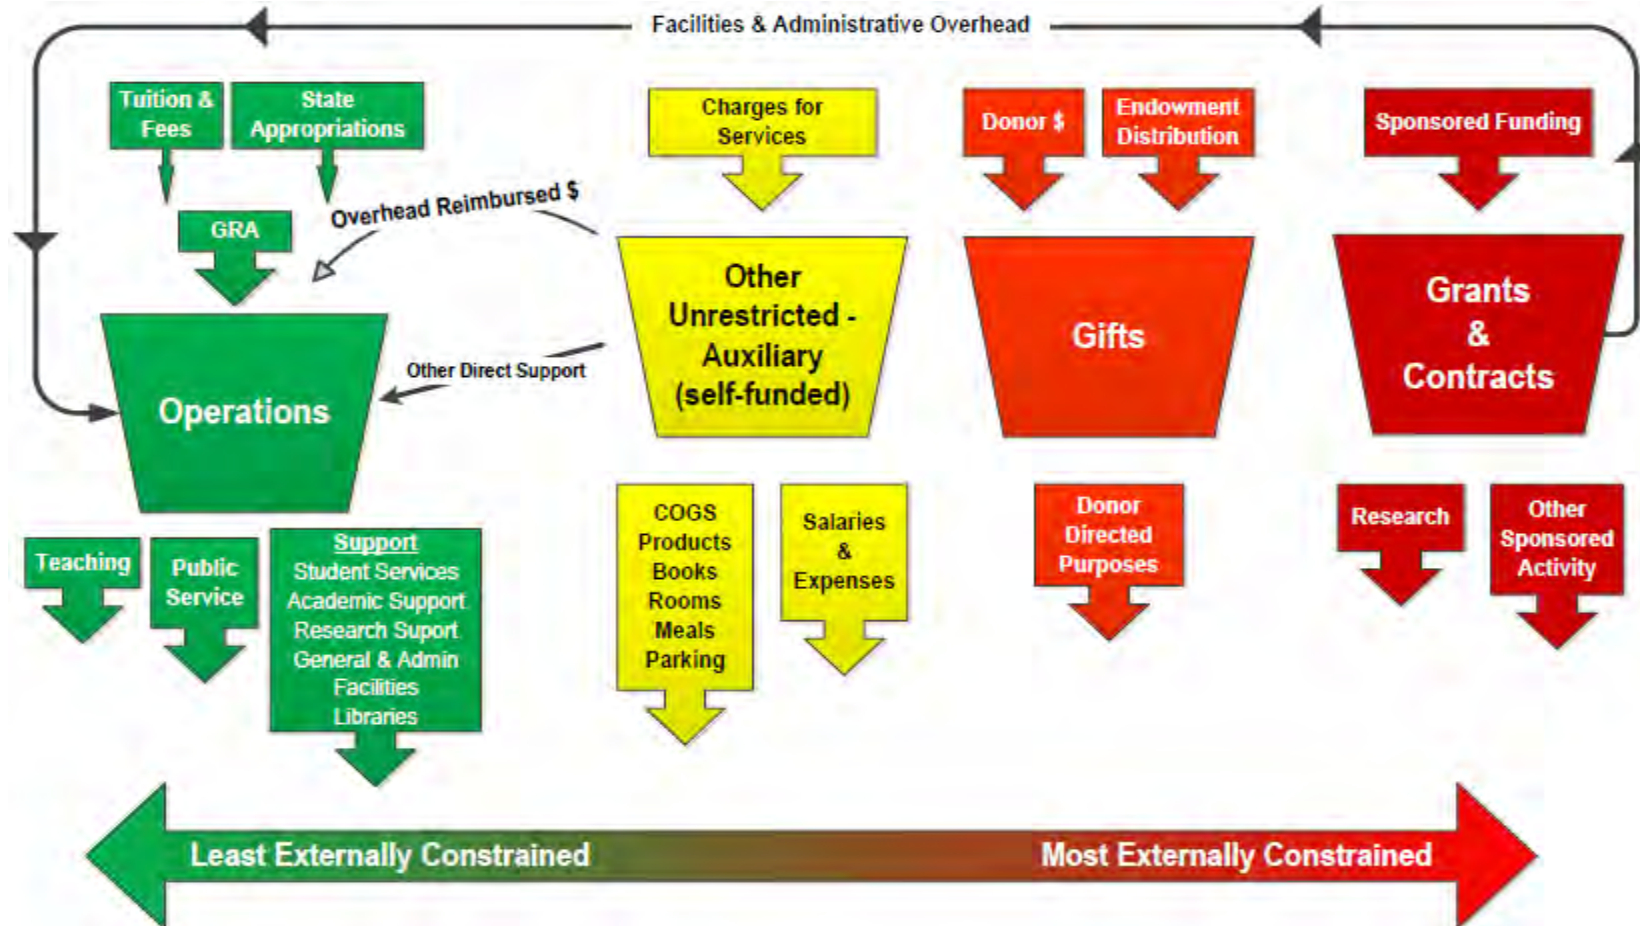 Facilities & Administrative Overhead
Tuition &
Fees
State
Appropriations
Charges for
Services
Donor $
Endowment
Distribution
Sponsored Funding
Overhead Reimbursed $
GRA
Other
Unrestricted -
Auxiliary
(self-funded)
Gifts
Grants
&
Contracts
Other Direct Support
Operations
Teaching
Public
Service
Support
Student Services
Academic Support
Research Suport
General & Admin
Facilities
Libraries
COGS
Products
Books
Rooms
Meals
Parking
Salaries
&
Expenses
Donor
Directed
Purposes
Research
Other
Sponsored
Activity
Least Externally Constrained
Most Externally Constrained